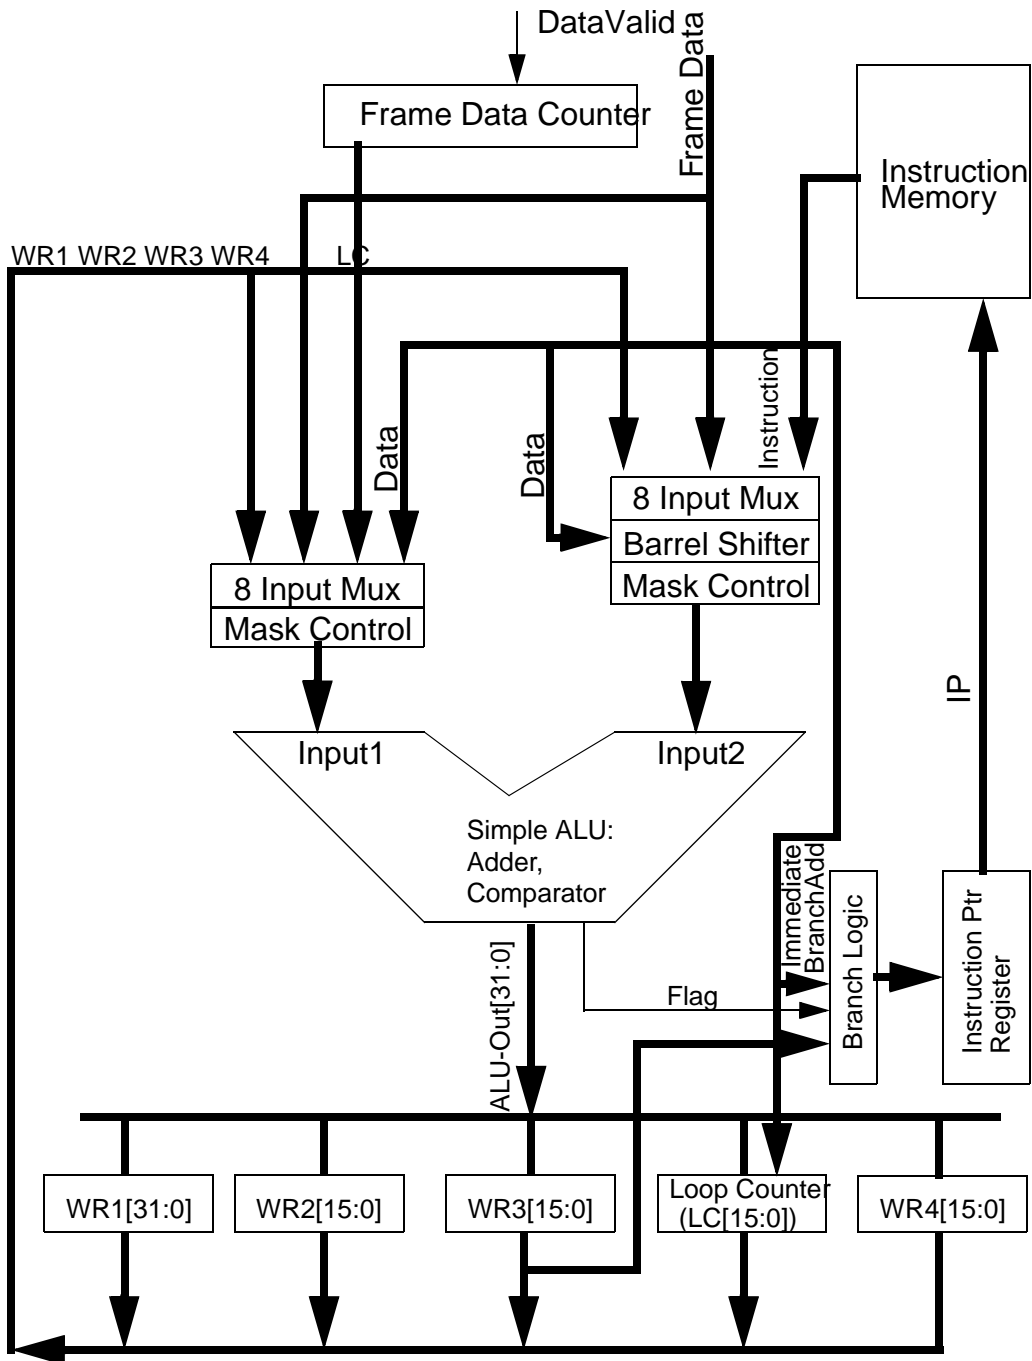 DataValid
Frame Data
Frame Data Counter
Instruction
Memory
WR1 WR2 WR3 WR4
LC
Instruction
Data
Data
8 Input Mux
Barrel Shifter
Mask Control
8 Input Mux
Mask Control
IP
Input1
Input2
Simple ALU:
Adder,
Comparator
Immediate
BranchAdd
Branch Logic
Instruction Ptr
Register
ALU-Out[31:0]
Flag
WR1[31:0]
WR2[15:0]
WR3[15:0]
Loop Counter
(LC[15:0])
WR4[15:0]